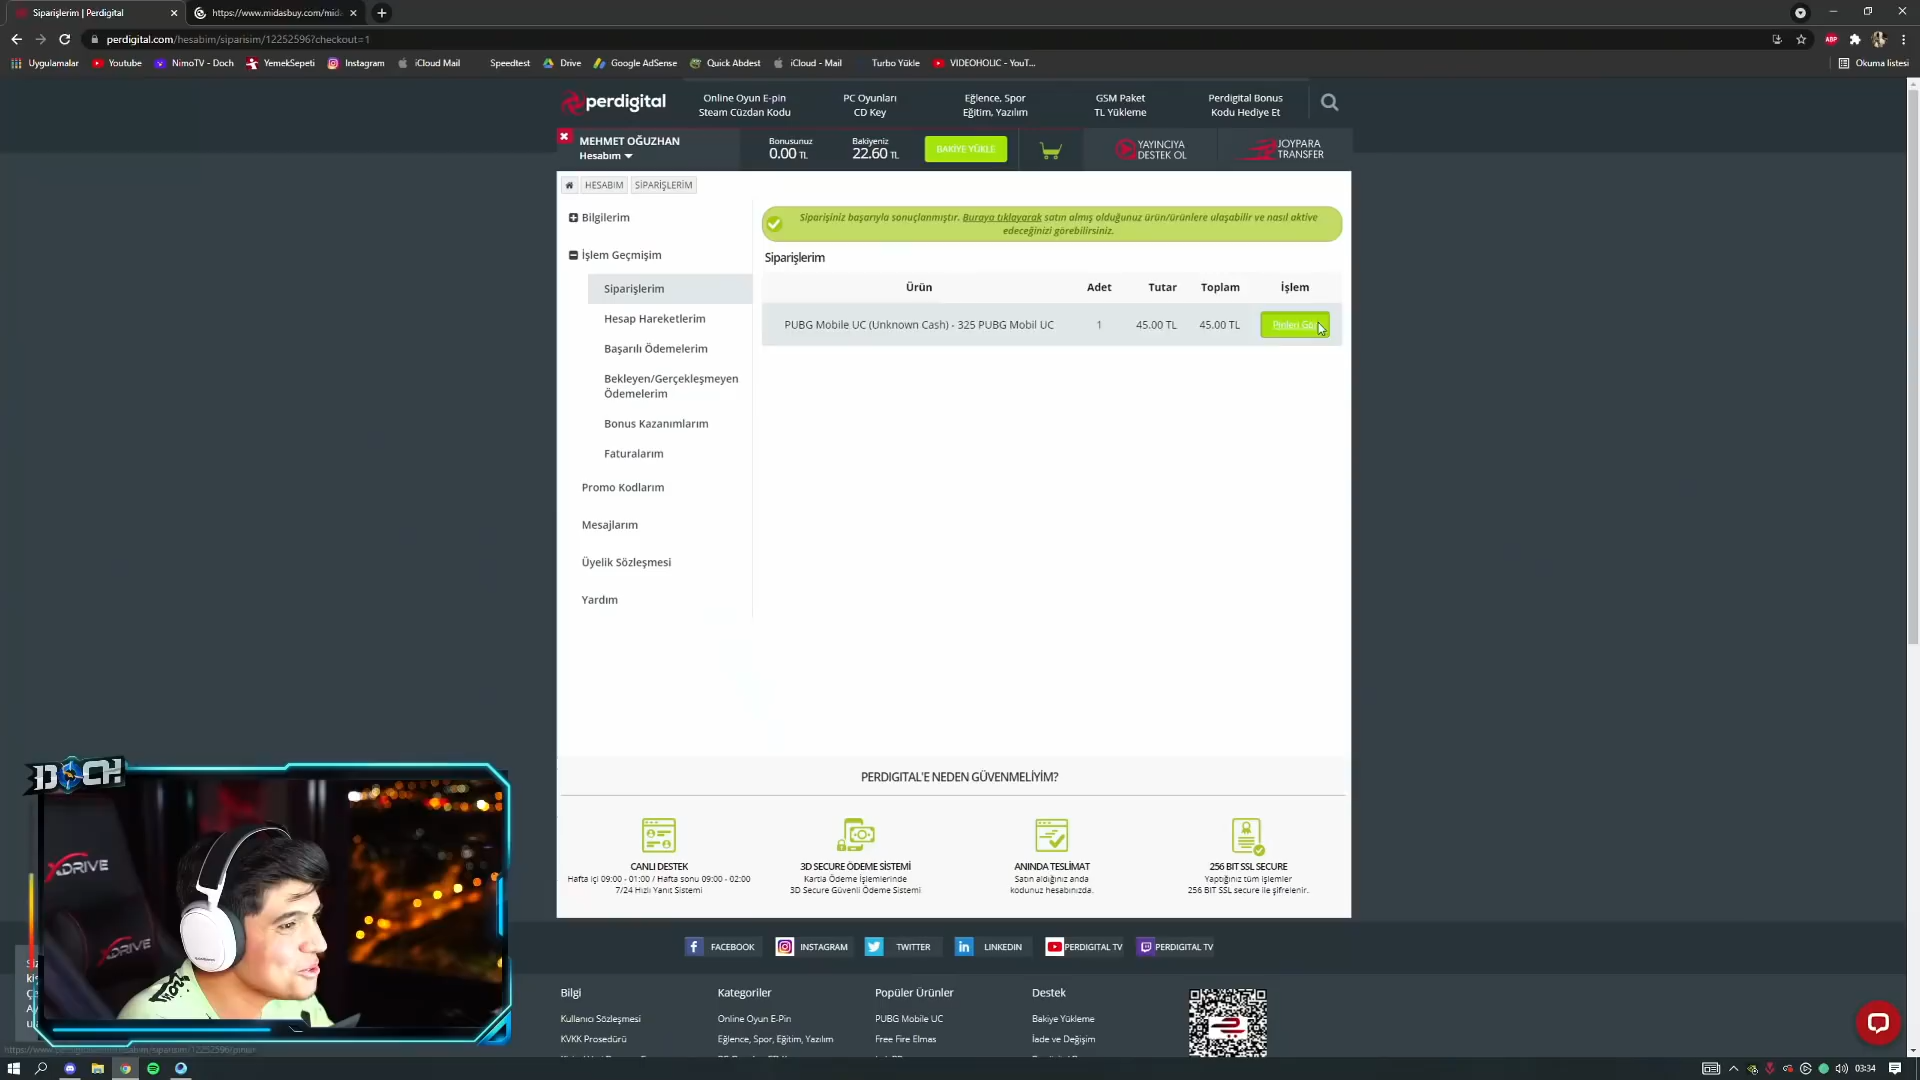 Siparişlerim | Perdigital
https://www.midasbuy.com/mid
perdigital.com/hesabim/siparisim/12252596?checkout=1
Uygulamalar
Youtube
NimoTV - Doch
YemekSepeti
Instagram
iCloud Mail
Speedtest
Drive
Google AdSense
Quick Abdest
iCloud - Mail
Turbo Yükle
VIDEOHOLIC - YouT...
Okuma listesi
perdigital
Online Oyun E-pin
Steam Cüzdan Kodu
PC Oyunları
CD Key
Eğlence, Spor
Eğitim, Yazılım
GSM Paket
TL Yükleme
Perdigital Bonus
Kodu Hediye Et
MEHMET OĞUZHAN
Hesabım
Bonusunuz
0.00 TL
Bakiyeniz
22.60 TL
BAKİYE YÜKLE
YAYINCIYA
DESTEK OL
JOYPARA
TRANSFER
HESABIM
SİPARİŞLERİM
Bilgilerim
İşlem Geçmişim
Siparişlerim
Hesap Hareketlerim
Başarılı Ödemelerim
Bekleyen/Gerçekleşmeyen
Ödemelerim
Bonus Kazanımlarım
Faturalarım
Promo Kodlarım
Mesajlarım
Üyelik Sözleşmesi
Yardım
Siparişiniz başarıyla sonuçlanmıştır. Buraya tıklayarak satın almış olduğunuz ürün/ürünlere ulaşabilir ve nasıl aktive
edeceğinizi görebilirsiniz.
Siparişlerim
Ürün Adet Tutar Toplam İşlem
PUBG Mobile UC (Unknown Cash) - 325 PUBG Mobil UC 1 45.00 TL 45.00 TL Pinleri Gör
PERDIGITAL'E NEDEN GÜVENMELİYİM?
CANLI DESTEK
Hafta içi 09:00 - 01:00 / Hafta sonu 09:00 - 02:00
7/24 Hızlı Yanıt Sistemi
3D SECURE ÖDEME SİSTEMİ
Kartla Ödeme İşlemlerinde
3D Secure Güvenli Ödeme Sistemi
ANINDA TESLİMAT
Satın aldığınız anda
kodunuz hesabınızda.
256 BIT SSL SECURE
Yaptığınız tüm işlemler
256 BIT SSL secure ile şifrelenir.
FACEBOOK
INSTAGRAM
TWITTER
LINKEDIN
PERDIGITAL TV
PERDIGITAL TV
Bilgi
Kullanıcı Sözleşmesi
KVKK Prosedürü
Kategoriler
Online Oyun E-Pin
Eğlence, Spor, Eğitim, Yazılım
Popüler Ürünler
PUBG Mobile UC
Free Fire Elmas
Destek
Bakiye Yükleme
İade ve Değişim
DOCH
XDRIVE
XDRIVE
03:34